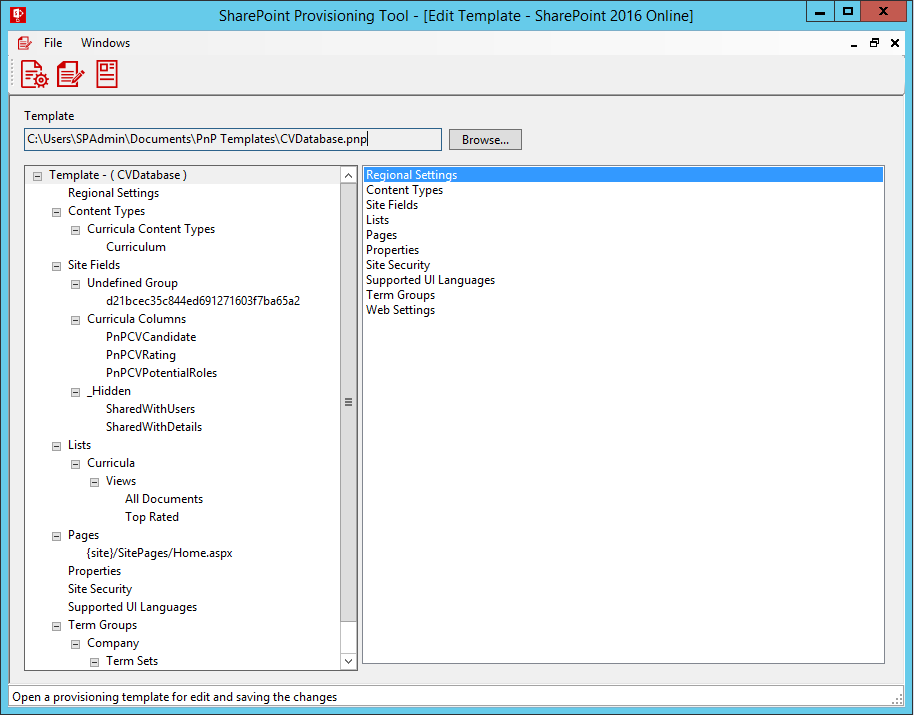 SharePoint Provisioning Tool - [Edit Template - SharePoint 2016 Online]
File Windows
Template
C:\Users\SPAdmin\Documents\PnP Templates\CVDatabase.pnp Browse...
Template - ( CVDatabase )
Regional Settings
Content Types
Curricula Content Types
Curriculum
Site Fields
Undefined Group
d21bcec35c844ed691271603f7ba65a2
Curricula Columns
PnPCVCandidate
PnPCVRating
PnPCVPotentialRoles
_Hidden
SharedWithUsers
SharedWithDetails
Lists
Curricula
Views
All Documents
Top Rated
Pages
{site}/SitePages/Home.aspx
Properties
Site Security
Supported UI Languages
Term Groups
Company
Term Sets
Regional Settings
Content Types
Site Fields
Lists
Pages
Properties
Site Security
Supported UI Languages
Term Groups
Web Settings
Open a provisioning template for edit and saving the changes